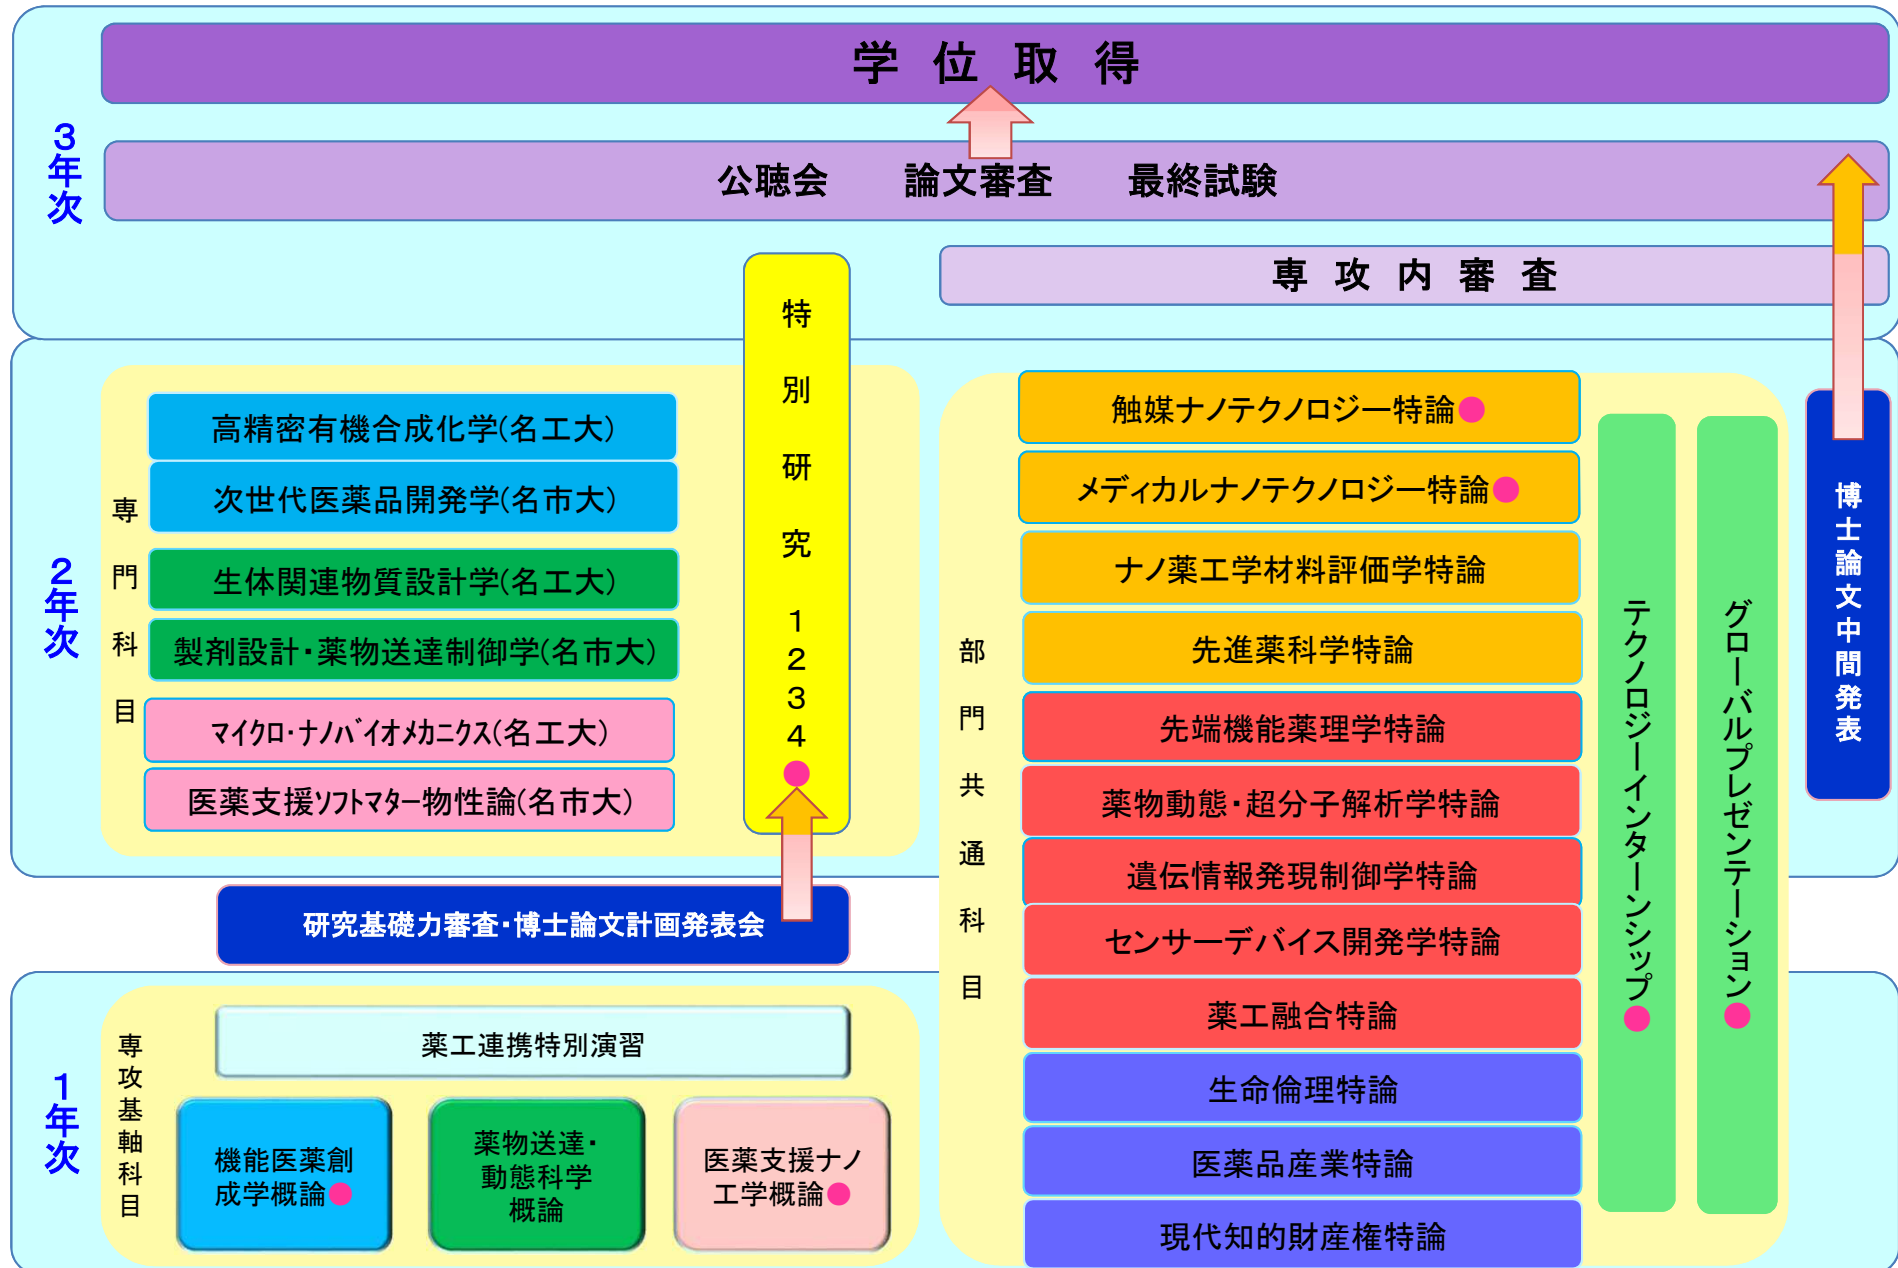 学位取得
3年次
公聴会 論文審査 最終試験
専攻内審査
特別研究1234●
2年次
専門科目
高精密有機合成化学(名工大)
次世代医薬品開発学(名市大)
生体関連物質設計学(名工大)
製剤設計・薬物送達制御学(名市大)
マイクロ・ナノバイオメカニクス(名工大)
医薬支援ソフトマター物性論(名市大)
部門共通科目
触媒ナノテクノロジー特論●
メディカルナノテクノロジー特論●
ナノ薬工学材料評価学特論
先進薬科学特論
先端機能薬理学特論
薬物動態・超分子解析学特論
遺伝情報発現制御学特論
センサーデバイス開発学特論
薬工融合特論
生命倫理特論
医薬品産業特論
現代知的財産権特論
テクノロジーインターンシップ●
グローバルプレゼンテーション●
博士論文中間発表
研究基礎力審査・博士論文計画発表会
1年次
専攻基軸科目
薬工連携特別演習
機能医薬創
成学概論●
薬物送達・
動態科学
概論
医薬支援ナノ
工学概論●